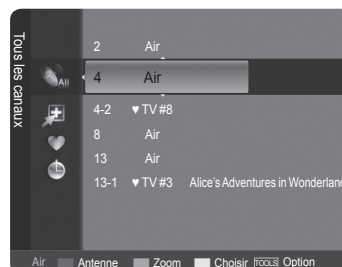 Tous les canaux
All
2 Air
4 Air
4-2 ♥ TV #8
8 Air
13 Air
13-1 ♥ TV #3 Alice's Adventures in Wonderland
Air Antenne Zoom Choisir TOOLS Option